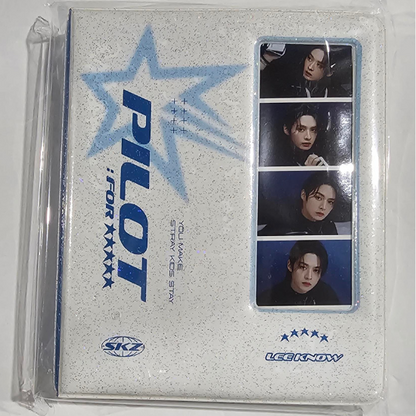 PILOT
: FOR ★★★★★
YOU MAKE
STRAY KIDS STAY
SKZ
LEE KNOW